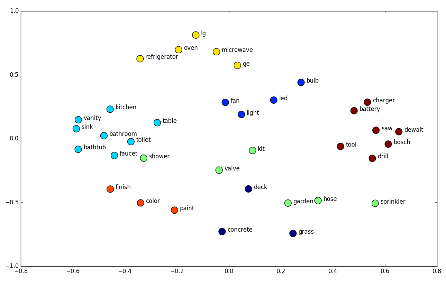 1.0
lg
oven
microwave
refrigerator
ge
0.5
bulb
fan
led
charger
battery
kitchen
light
vanity
table
sink
saw
dewalt
bathroom
toilet
0.0
bosch
tool
bathtub
kit
faucet
shower
drill
valve
finish
deck
color
garden
hose
sprinkler
−0.5
paint
concrete
grass
−1.0
−0.8 −0.6 −0.4 −0.2 0.0 0.2 0.4 0.6 0.8